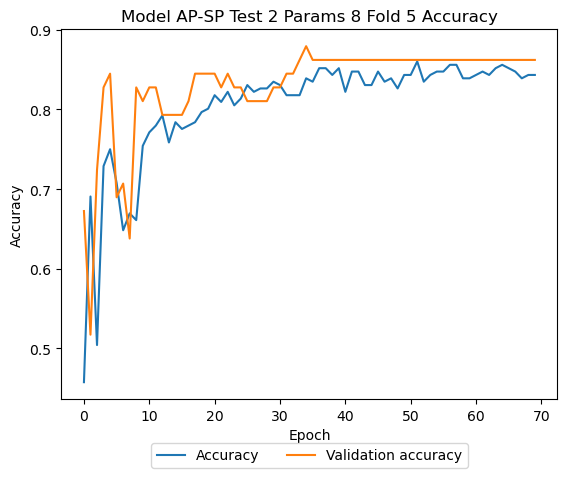 Model AP-SP Test 2 Params 8 Fold 5 Accuracy
Accuracy
0.9
0.8
0.7
0.6
0.5
0 10 20 30 40 50 60 70
Epoch
Accuracy Validation accuracy